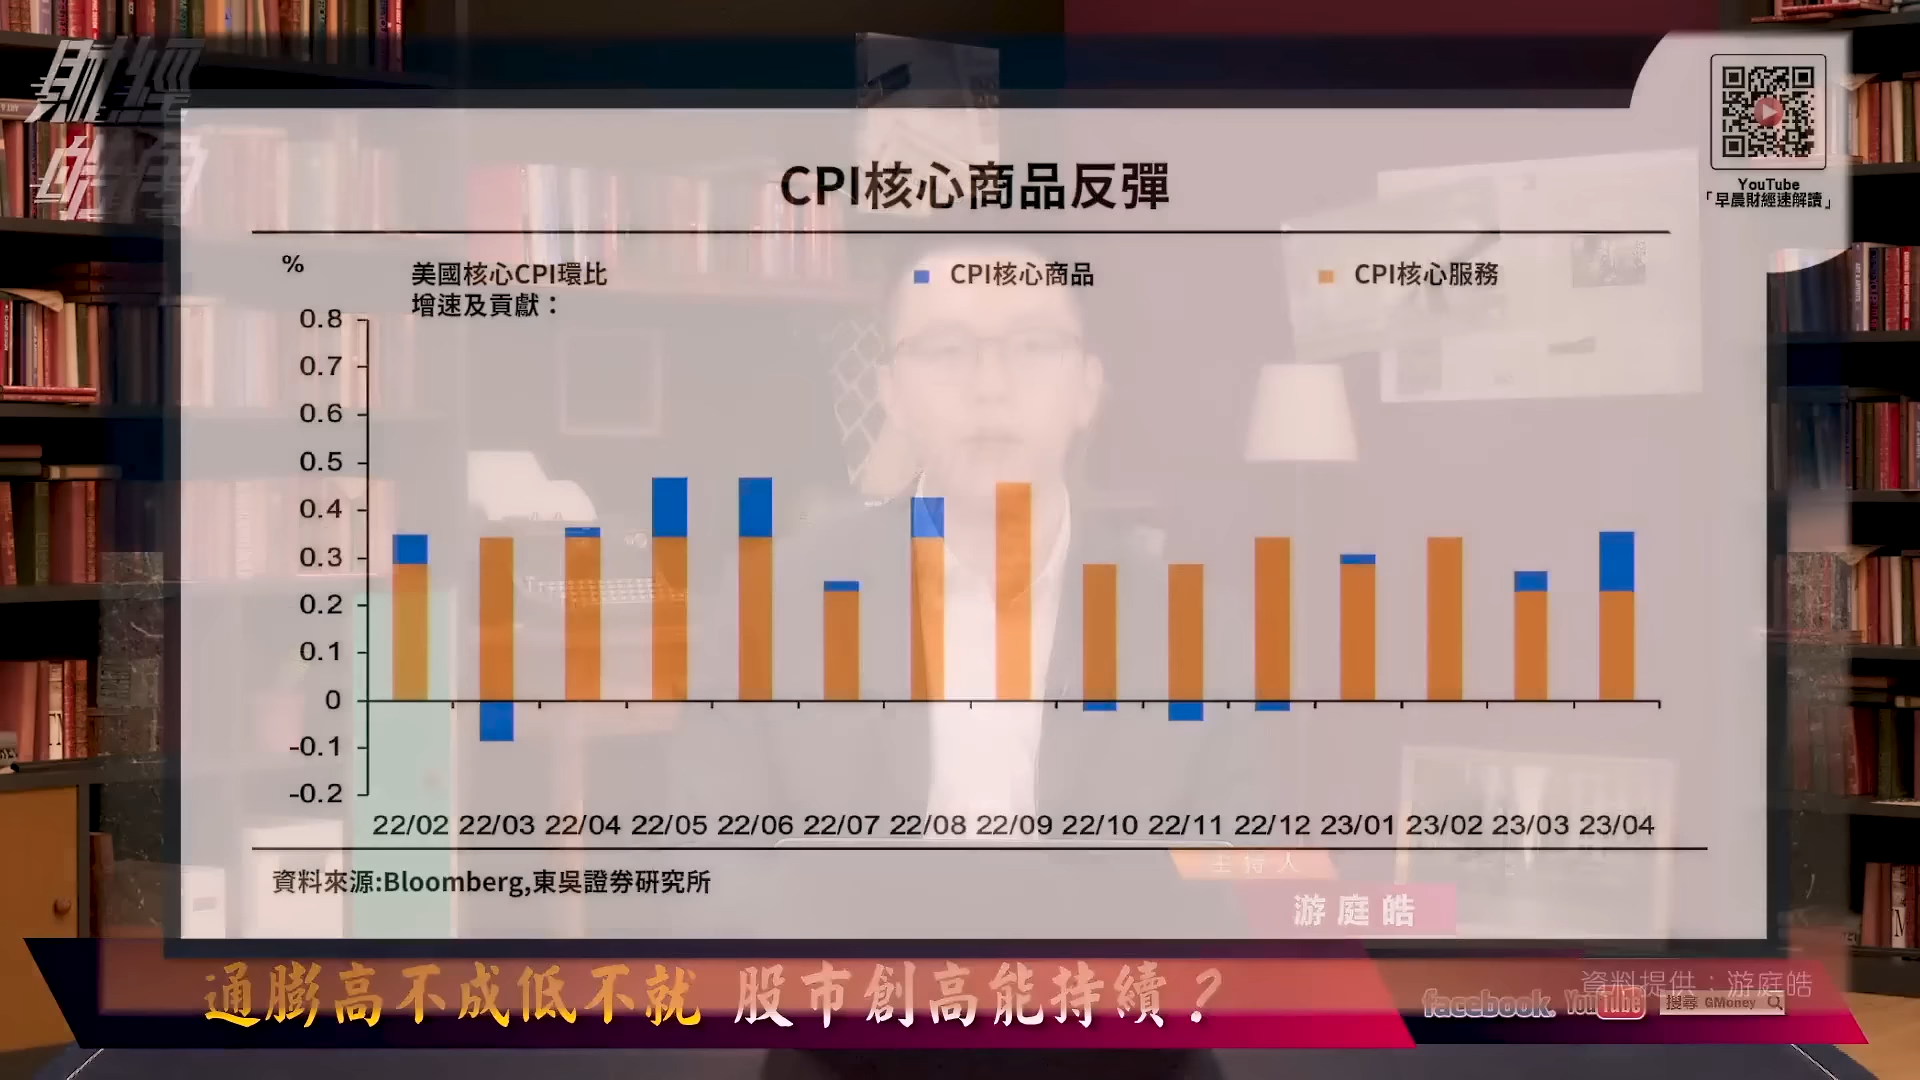 財經
皓角
YouTube
「早晨財經速解讀」
CPI核心商品反彈
%
美國核心CPI環比
增速及貢獻：
CPI核心商品
CPI核心服務
0.8
0.7
0.6
0.5
0.4
0.3
0.2
0.1
0
-0.1
-0.2
22/02 22/03 22/04 22/05 22/06 22/07 22/08 22/09 22/10 22/11 22/12 23/01 23/02 23/03 23/04
資料來源:Bloomberg,東吳證券研究所
主持人
游庭皓
通膨高不成低不就 股市創高能持續？
資料提供：游庭皓
facebook. YouTube 搜尋 GMoney